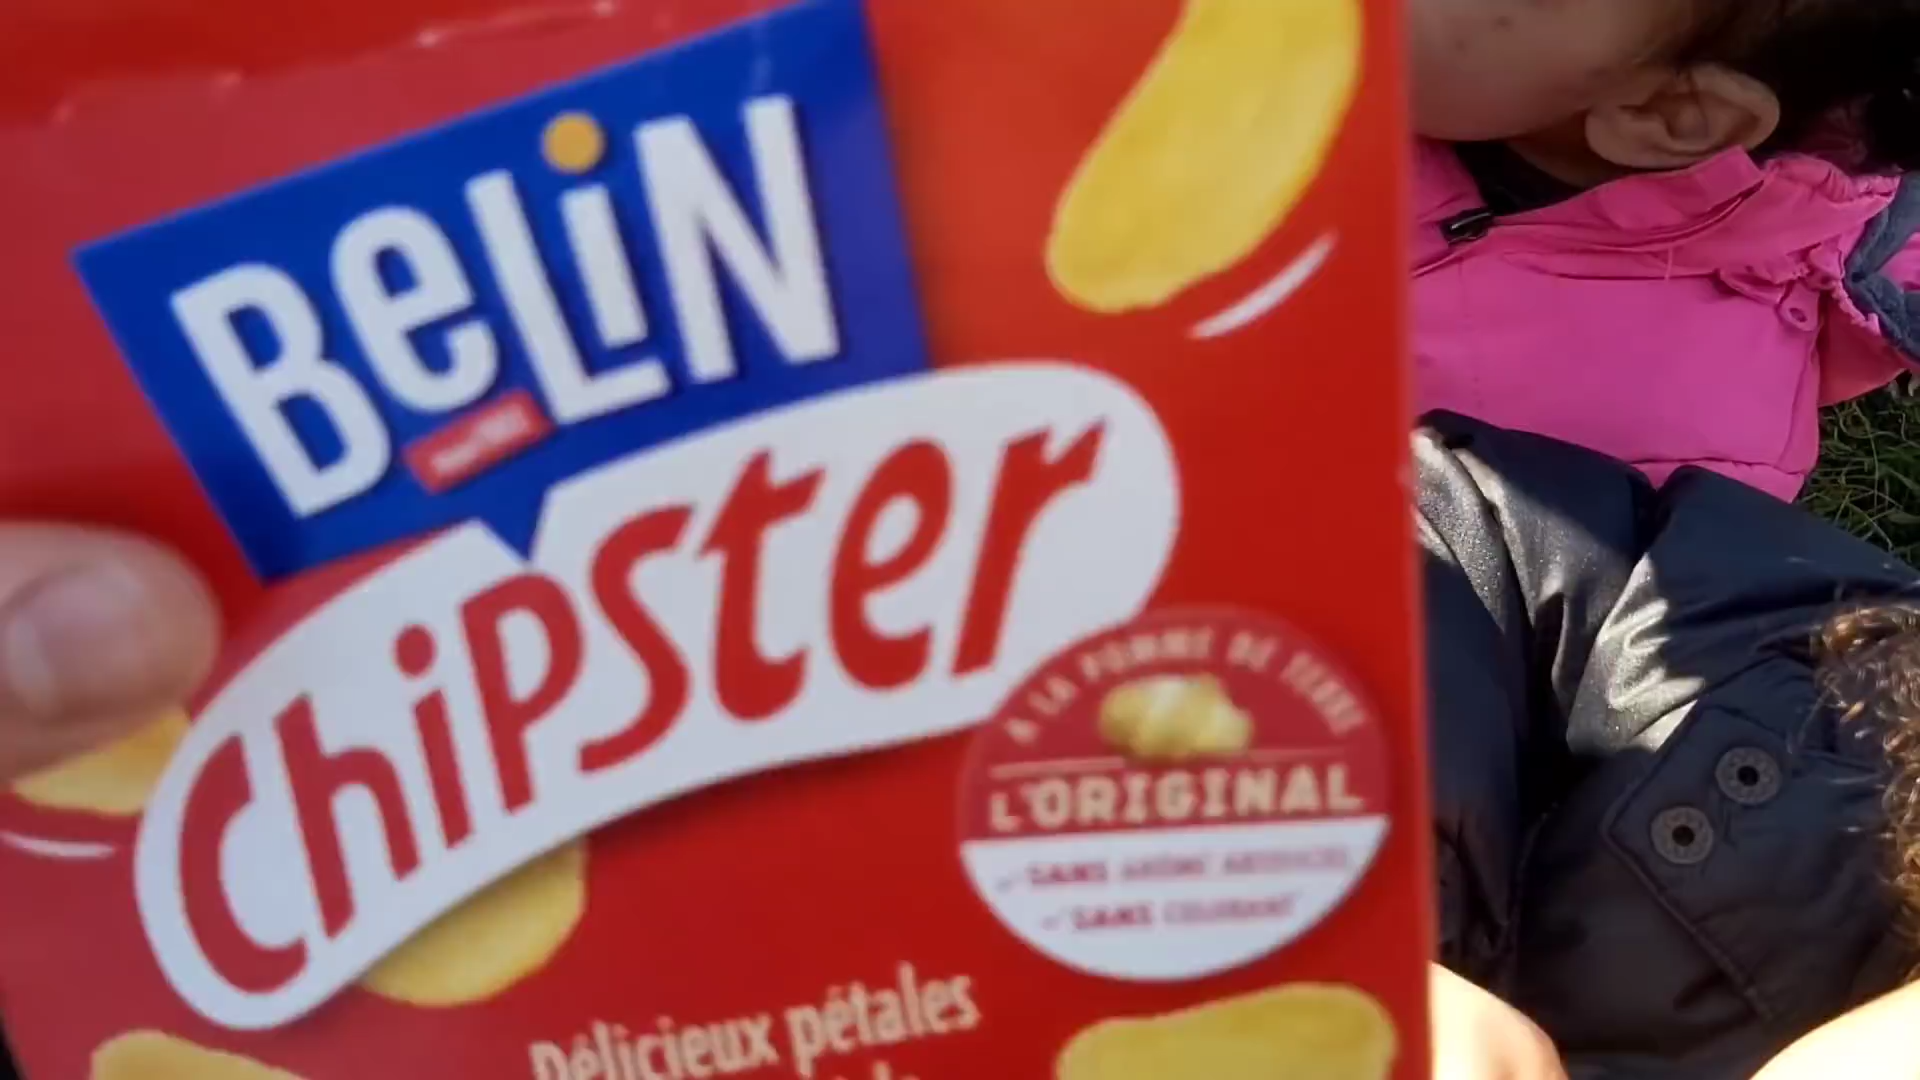 BeLiN
Chipster
A LA POMME DE TERRE
L'ORIGINAL
SANS ARÔME ARTIFICIEL
SANS COLORANT
Délicieux pétales